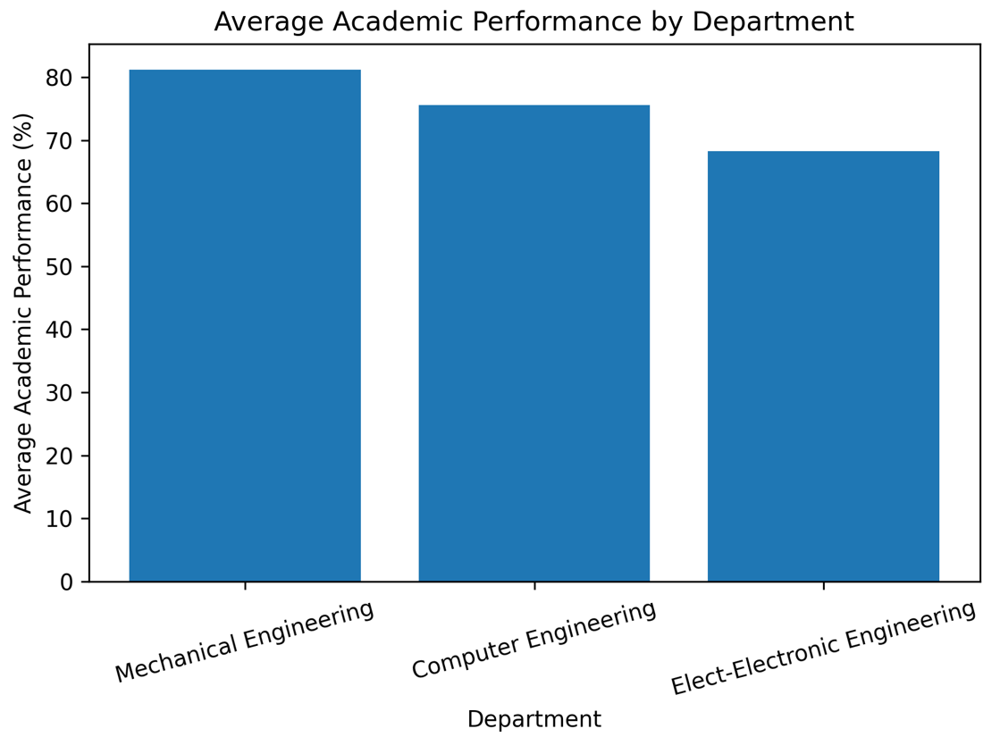 Average Academic Performance by Department
Average Academic Performance (%)
80
70
60
50
40
30
20
10
0
Mechanical Engineering
Computer Engineering
Elect-Electronic Engineering
Department